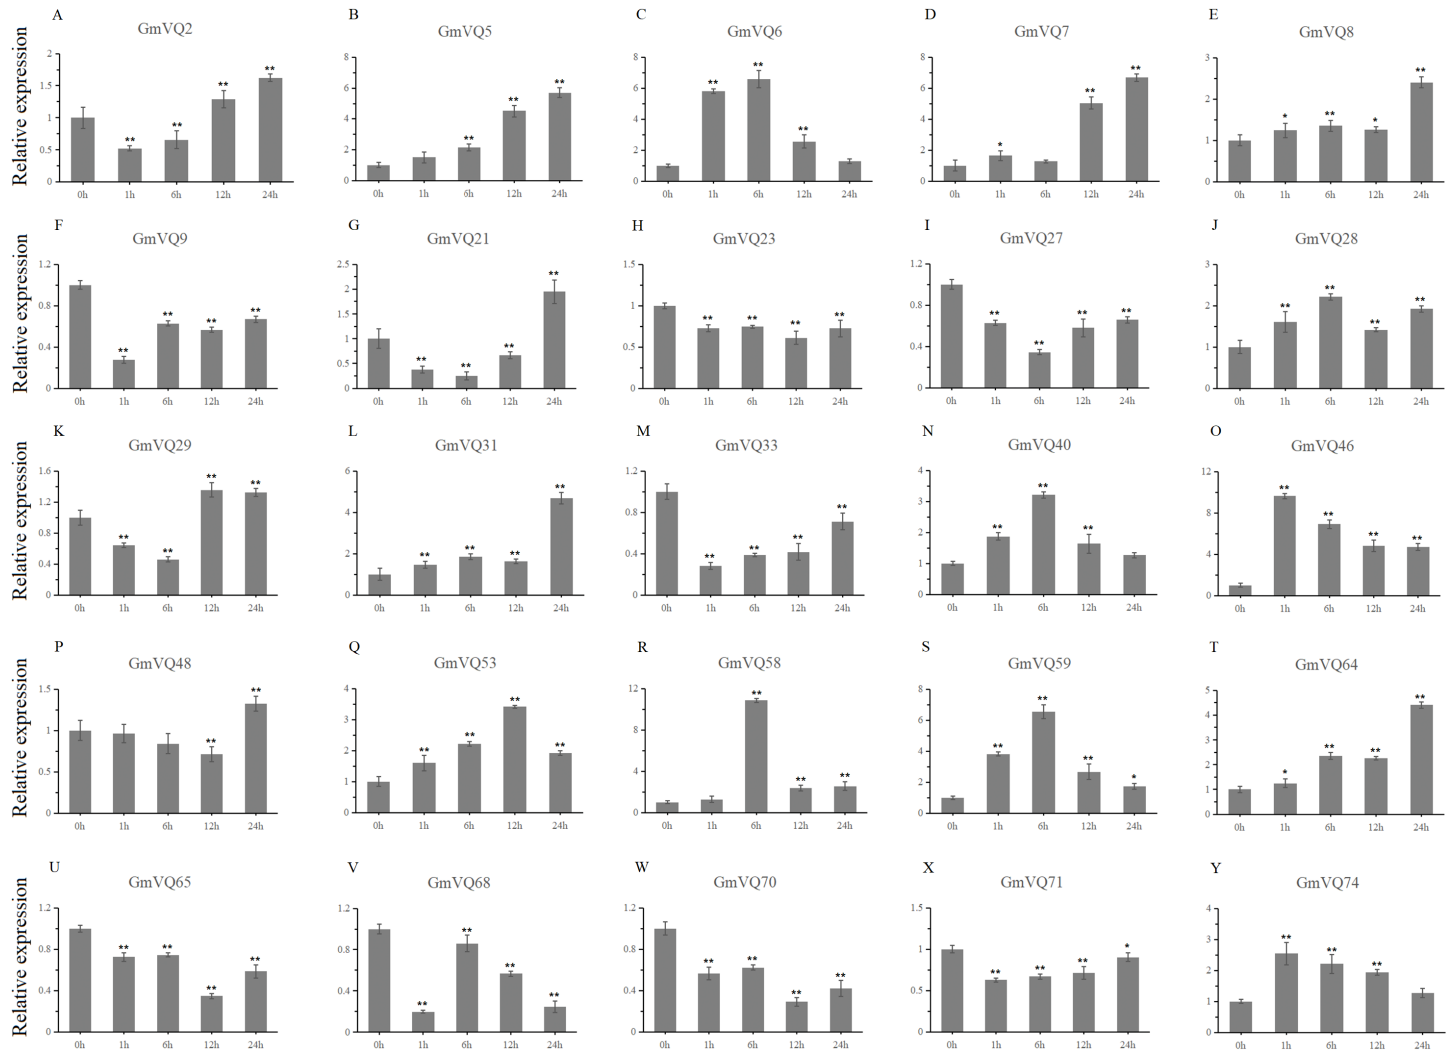 A B C D E
GmVQ2 GmVQ5 GmVQ6 GmVQ7 GmVQ8
Relative expression
2 8 8 8 3
1.5 6 6 6
1 4 4 4 2
0.5 2 2 2 1
0 0 0 0 0
** ** ** **
** ** ** **
** ** **
** ** ** **
* * ** * **
0h 1h 6h 12h 24h 0h 1h 6h 12h 24h 0h 1h 6h 12h 24h 0h 1h 6h 12h 24h 0h 1h 6h 12h 24h
F G H I J
GmVQ9 GmVQ21 GmVQ23 GmVQ27 GmVQ28
Relative expression
1.2 2.5 1.5 1.2 3
0.8 2 1 0.8 2
0.4 1.5 0.5 0.4 1
0 1 0 0 0
0.5
0
** ** ** **
** ** ** **
** ** ** **
** ** ** **
** ** ** **
0h 1h 6h 12h 24h 0h 1h 6h 12h 24h 0h 1h 6h 12h 24h 0h 1h 6h 12h 24h 0h 1h 6h 12h 24h
K L M N O
GmVQ29 GmVQ31 GmVQ33 GmVQ40 GmVQ46
Relative expression
1.6 6 1.2 4 12
1.2 4 0.8 3 8
0.8 2 0.4 2 4
0.4 0 0 1 0
0 0
** ** ** **
** ** ** **
** ** ** **
** ** **
** ** ** **
0h 1h 6h 12h 24h 0h 1h 6h 12h 24h 0h 1h 6h 12h 24h 0h 1h 6h 12h 24h 0h 1h 6h 12h 24h
P Q R S T
GmVQ48 GmVQ53 GmVQ58 GmVQ59 GmVQ64
Relative expression
1.5 4 12 8 5
1 3 8 6 4
0.5 2 4 4 3
0 1 0 2 2
0 0 1
0
** **
** ** ** **
** ** **
** ** ** *
* ** ** **
0h 1h 6h 12h 24h 0h 1h 6h 12h 24h 0h 1h 6h 12h 24h 0h 1h 6h 12h 24h 0h 1h 6h 12h 24h
U V W X Y
GmVQ65 GmVQ68 GmVQ70 GmVQ71 GmVQ74
Relative expression
1.2 1.2 1.2 1.5 4
0.8 0.8 0.8 1 3
0.4 0.4 0.4 0.5 2
0 0 0 0 1
0
** ** ** **
** ** ** **
** ** ** **
** ** ** *
** ** **
0h 1h 6h 12h 24h 0h 1h 6h 12h 24h 0h 1h 6h 12h 24h 0h 1h 6h 12h 24h 0h 1h 6h 12h 24h